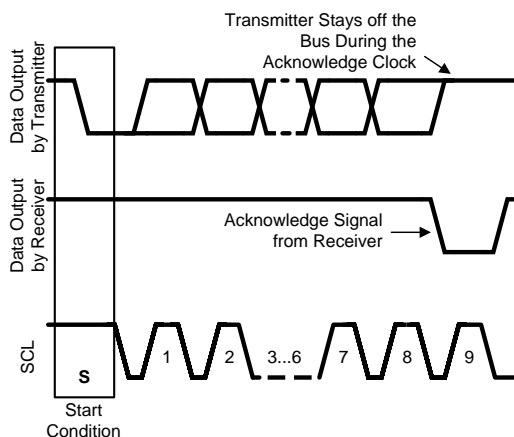 Transmitter Stays off the
Bus During the
Acknowledge Clock
Data Output
by Transmitter
Data Output
by Receiver
Acknowledge Signal
from Receiver
SCL
S
1
2
3...6
7
8
9
Start
Condition